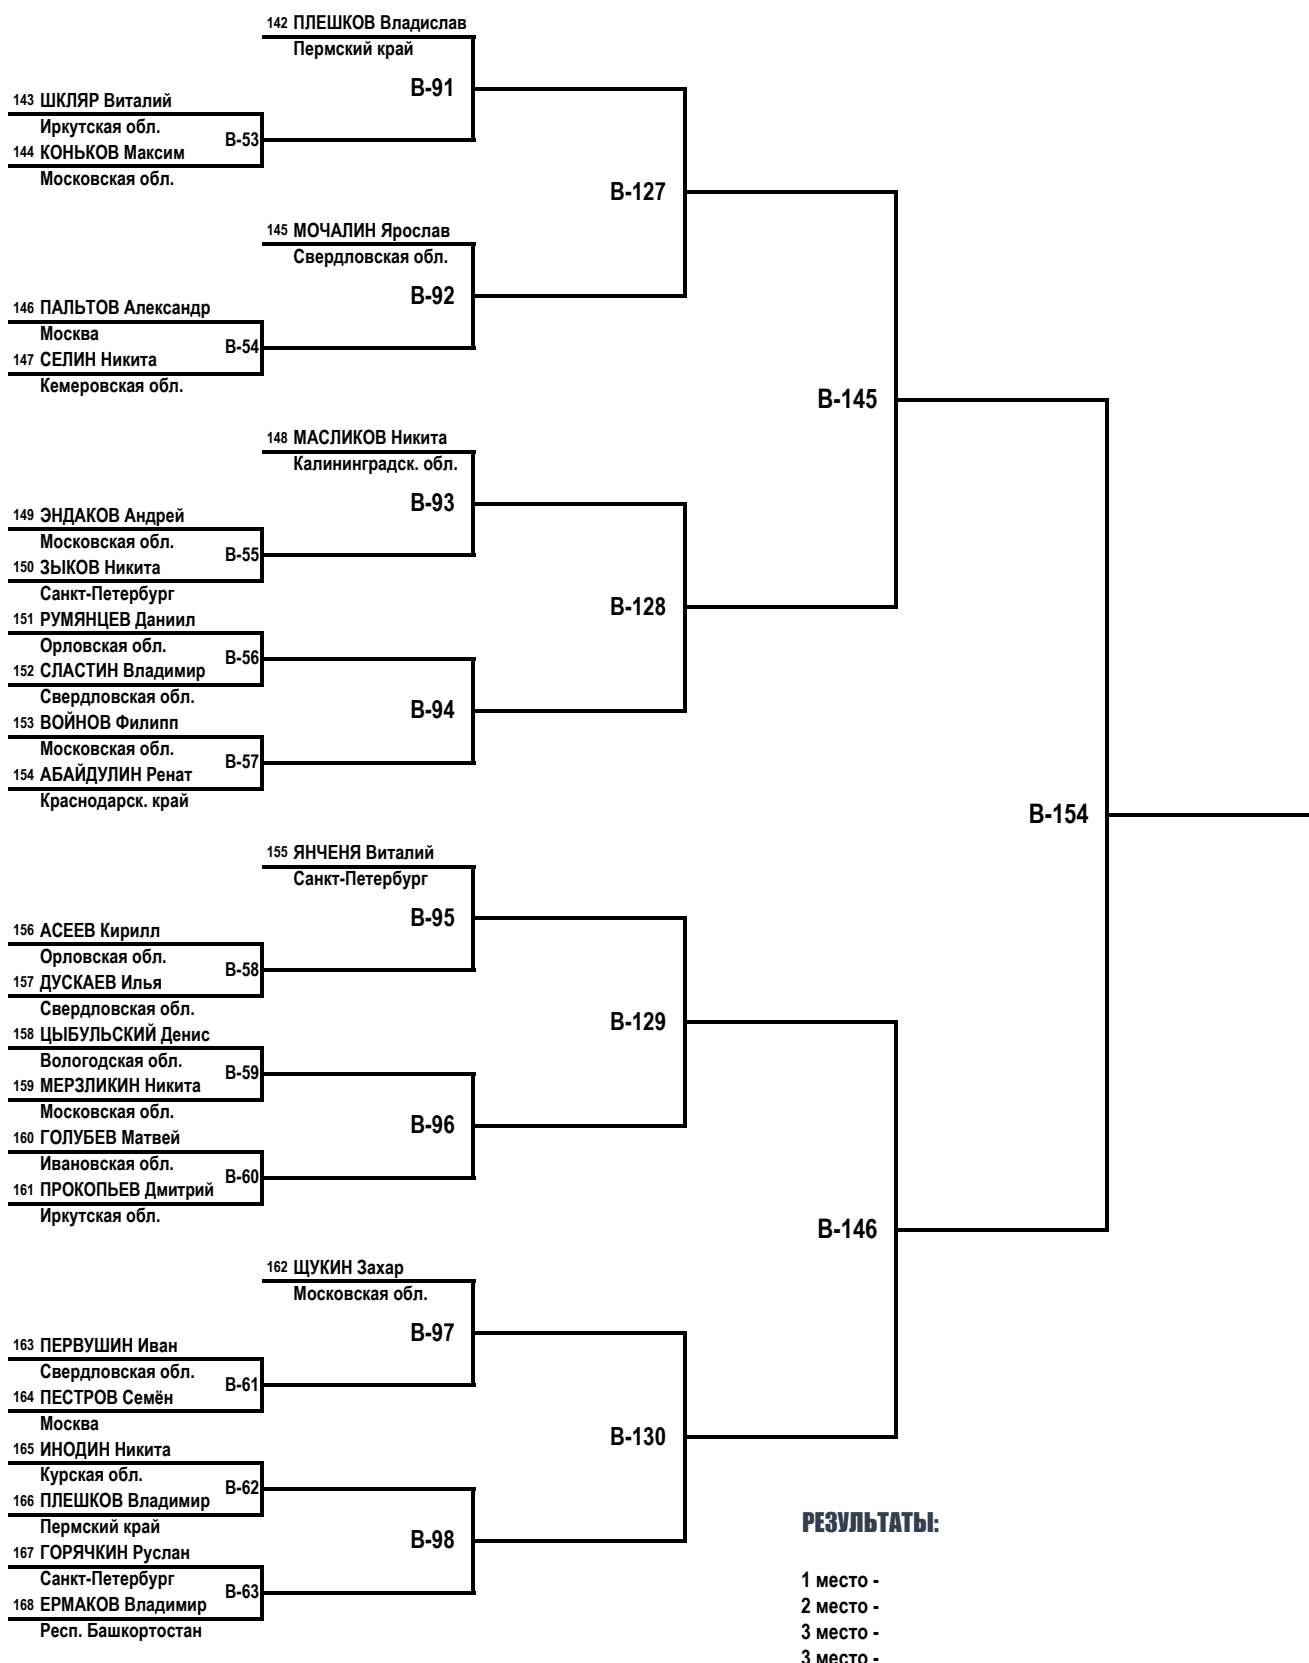 142 ПЛЕШКОВ Владислав
Пермский край
В-91
143 ШКЛЯР Виталий
Иркутская обл.
В-53
144 КОНЬКОВ Максим
Московская обл.
В-127
145 МОЧАЛИН Ярослав
Свердловская обл.
В-92
146 ПАЛЬТОВ Александр
Москва
В-54
147 СЕЛИН Никита
Кемеровская обл.
В-145
148 МАСЛИКОВ Никита
Калининградск. обл.
В-93
149 ЭНДАКОВ Андрей
Московская обл.
В-55
150 ЗЫКОВ Никита
Санкт-Петербург
В-128
151 РУМЯНЦЕВ Даниил
Орловская обл.
В-56
152 СЛАСТИН Владимир
Свердловская обл.
В-94
153 ВОЙНОВ Филипп
Московская обл.
В-57
154 АБАЙДУЛИН Ренат
Краснодарск. край
В-154
155 ЯНЧЕНЯ Виталий
Санкт-Петербург
В-95
156 АСЕЕВ Кирилл
Орловская обл.
В-58
157 ДУСКАЕВ Илья
Свердловская обл.
В-129
158 ЦЫБУЛЬСКИЙ Денис
Вологодская обл.
В-59
159 МЕРЗЛИКИН Никита
Московская обл.
В-96
160 ГОЛУБЕВ Матвей
Ивановская обл.
В-60
161 ПРОКОПЬЕВ Дмитрий
Иркутская обл.
В-146
162 ЩУКИН Захар
Московская обл.
В-97
163 ПЕРВУШИН Иван
Свердловская обл.
В-61
164 ПЕСТРОВ Семён
Москва
В-130
165 ИНОДИН Никита
Курская обл.
В-62
166 ПЛЕШКОВ Владимир
Пермский край
В-98
167 ГОРЯЧКИН Руслан
Санкт-Петербург
В-63
168 ЕРМАКОВ Владимир
Респ. Башкортостан
РЕЗУЛЬТАТЫ:
1 место -
2 место -
3 место -
3 место -